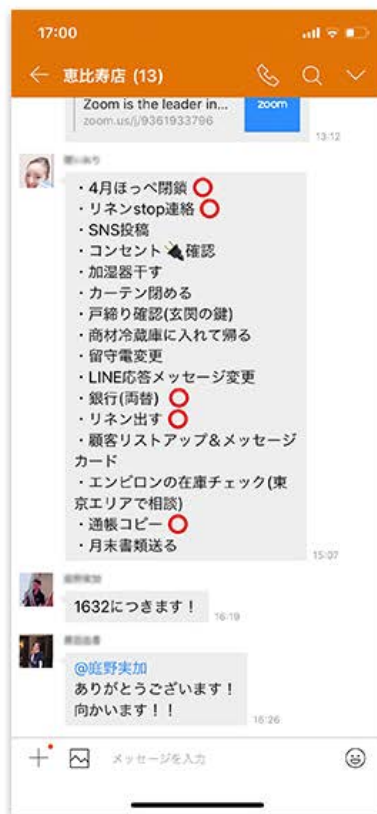 17:00
恵比寿店 (13)
Zoom is the leader in...
zoom.us/j/9361933796
zoom
13:12
・4月ほっぺ閉鎖⭕
・リネンstop連絡⭕
・SNS投稿
・コンセント🔌確認
・加湿器干す
・カーテン閉める
・戸締り確認(玄関の鍵)
・商材冷蔵庫に入れて帰る
・留守電変更
・LINE応答メッセージ変更
・銀行(両替)⭕
・リネン出す⭕
・顧客リストアップ&メッセージ
カード
・エンビロンの在庫チェック(東
京エリアで相談)
・通帳コピー⭕
・月末書類送る
15:07
1632につきます！
16:19
@庭野実加
ありがとうございます！
向かいます！！
16:26
メッセージを入力